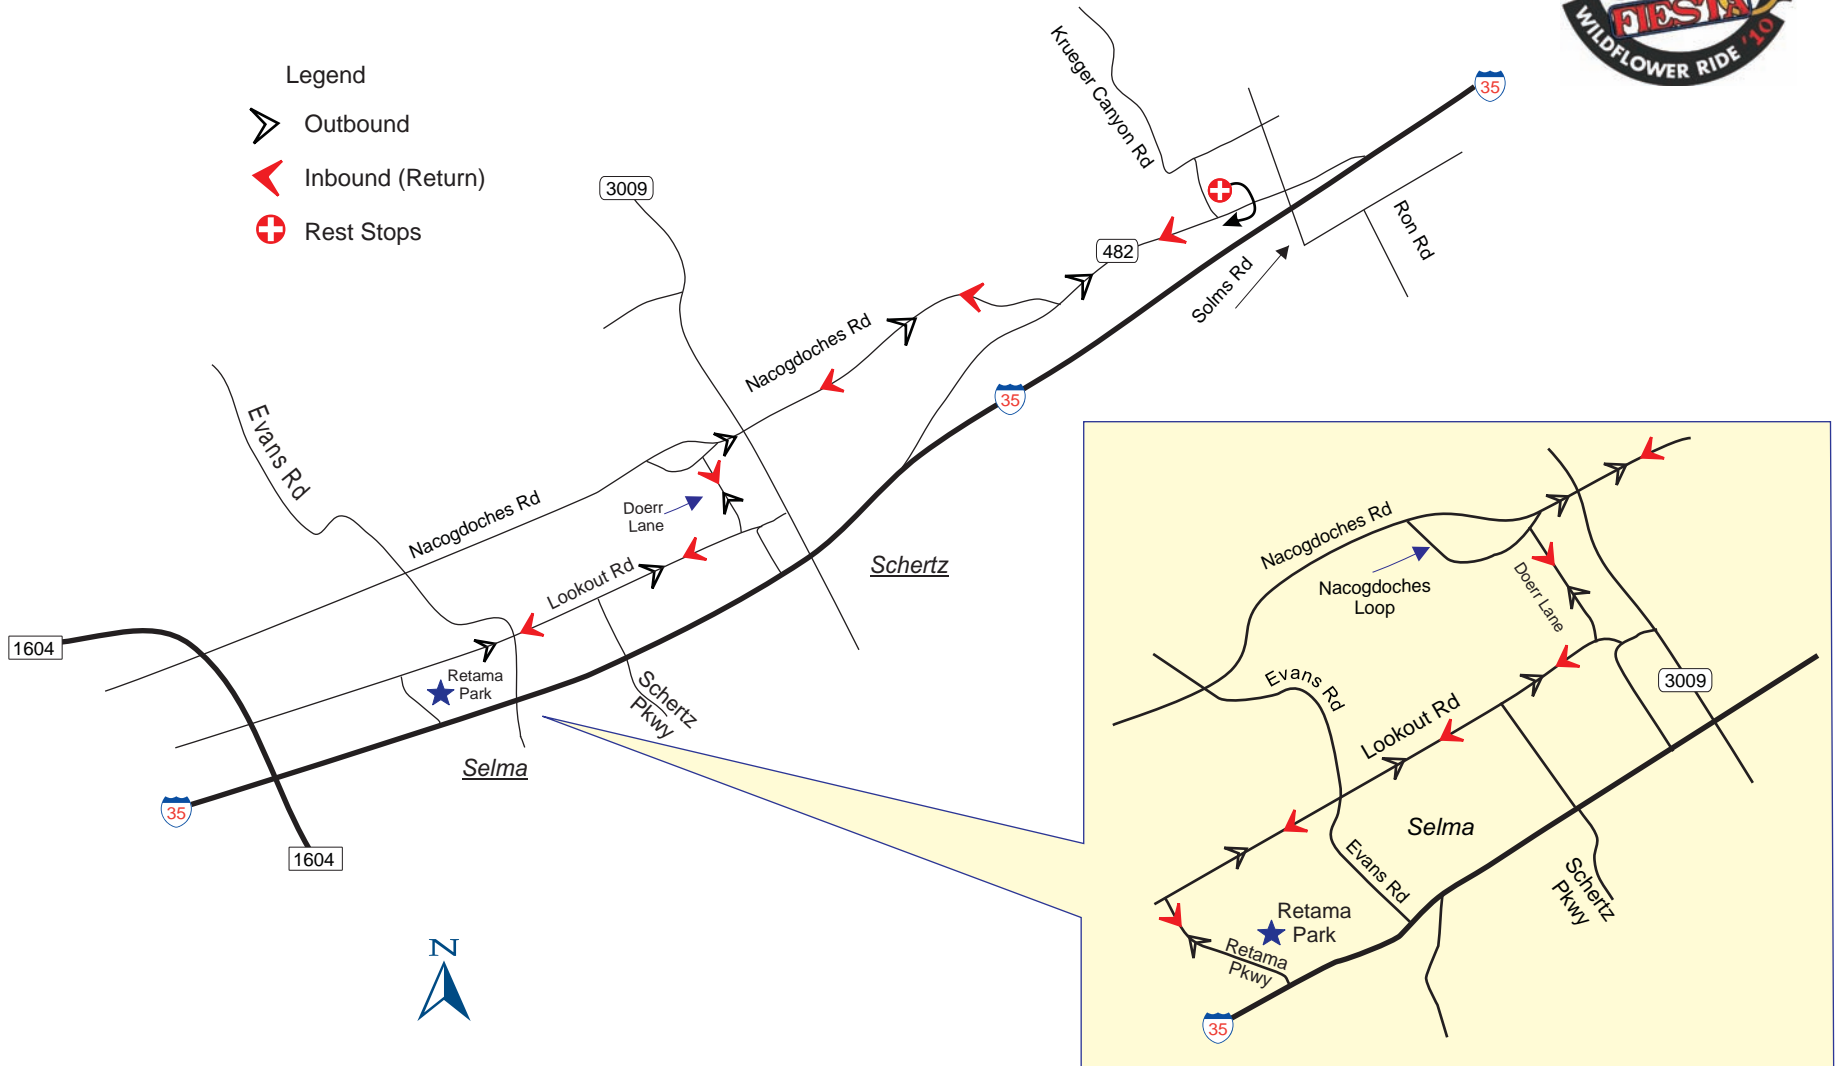 FIESTA
WILDFLOWER RIDE '10
Legend
Outbound
Inbound (Return)
Rest Stops
Krueger Canyon Rd
35
3009
482
Ron Rd
Solms Rd
Nacogdoches Rd
35
Evans Rd
Nacogdoches Rd
Doerr
Lane
Lookout Rd
Schertz
1604
Retama
Park
Schertz
Pkwy
Selma
35
1604
N
Nacogdoches Rd
Nacogdoches
Loop
Doerr Lane
Evans Rd
3009
Lookout Rd
Selma
Evans Rd
Schertz
Pkwy
Retama
Park
Retama
Pkwy
35